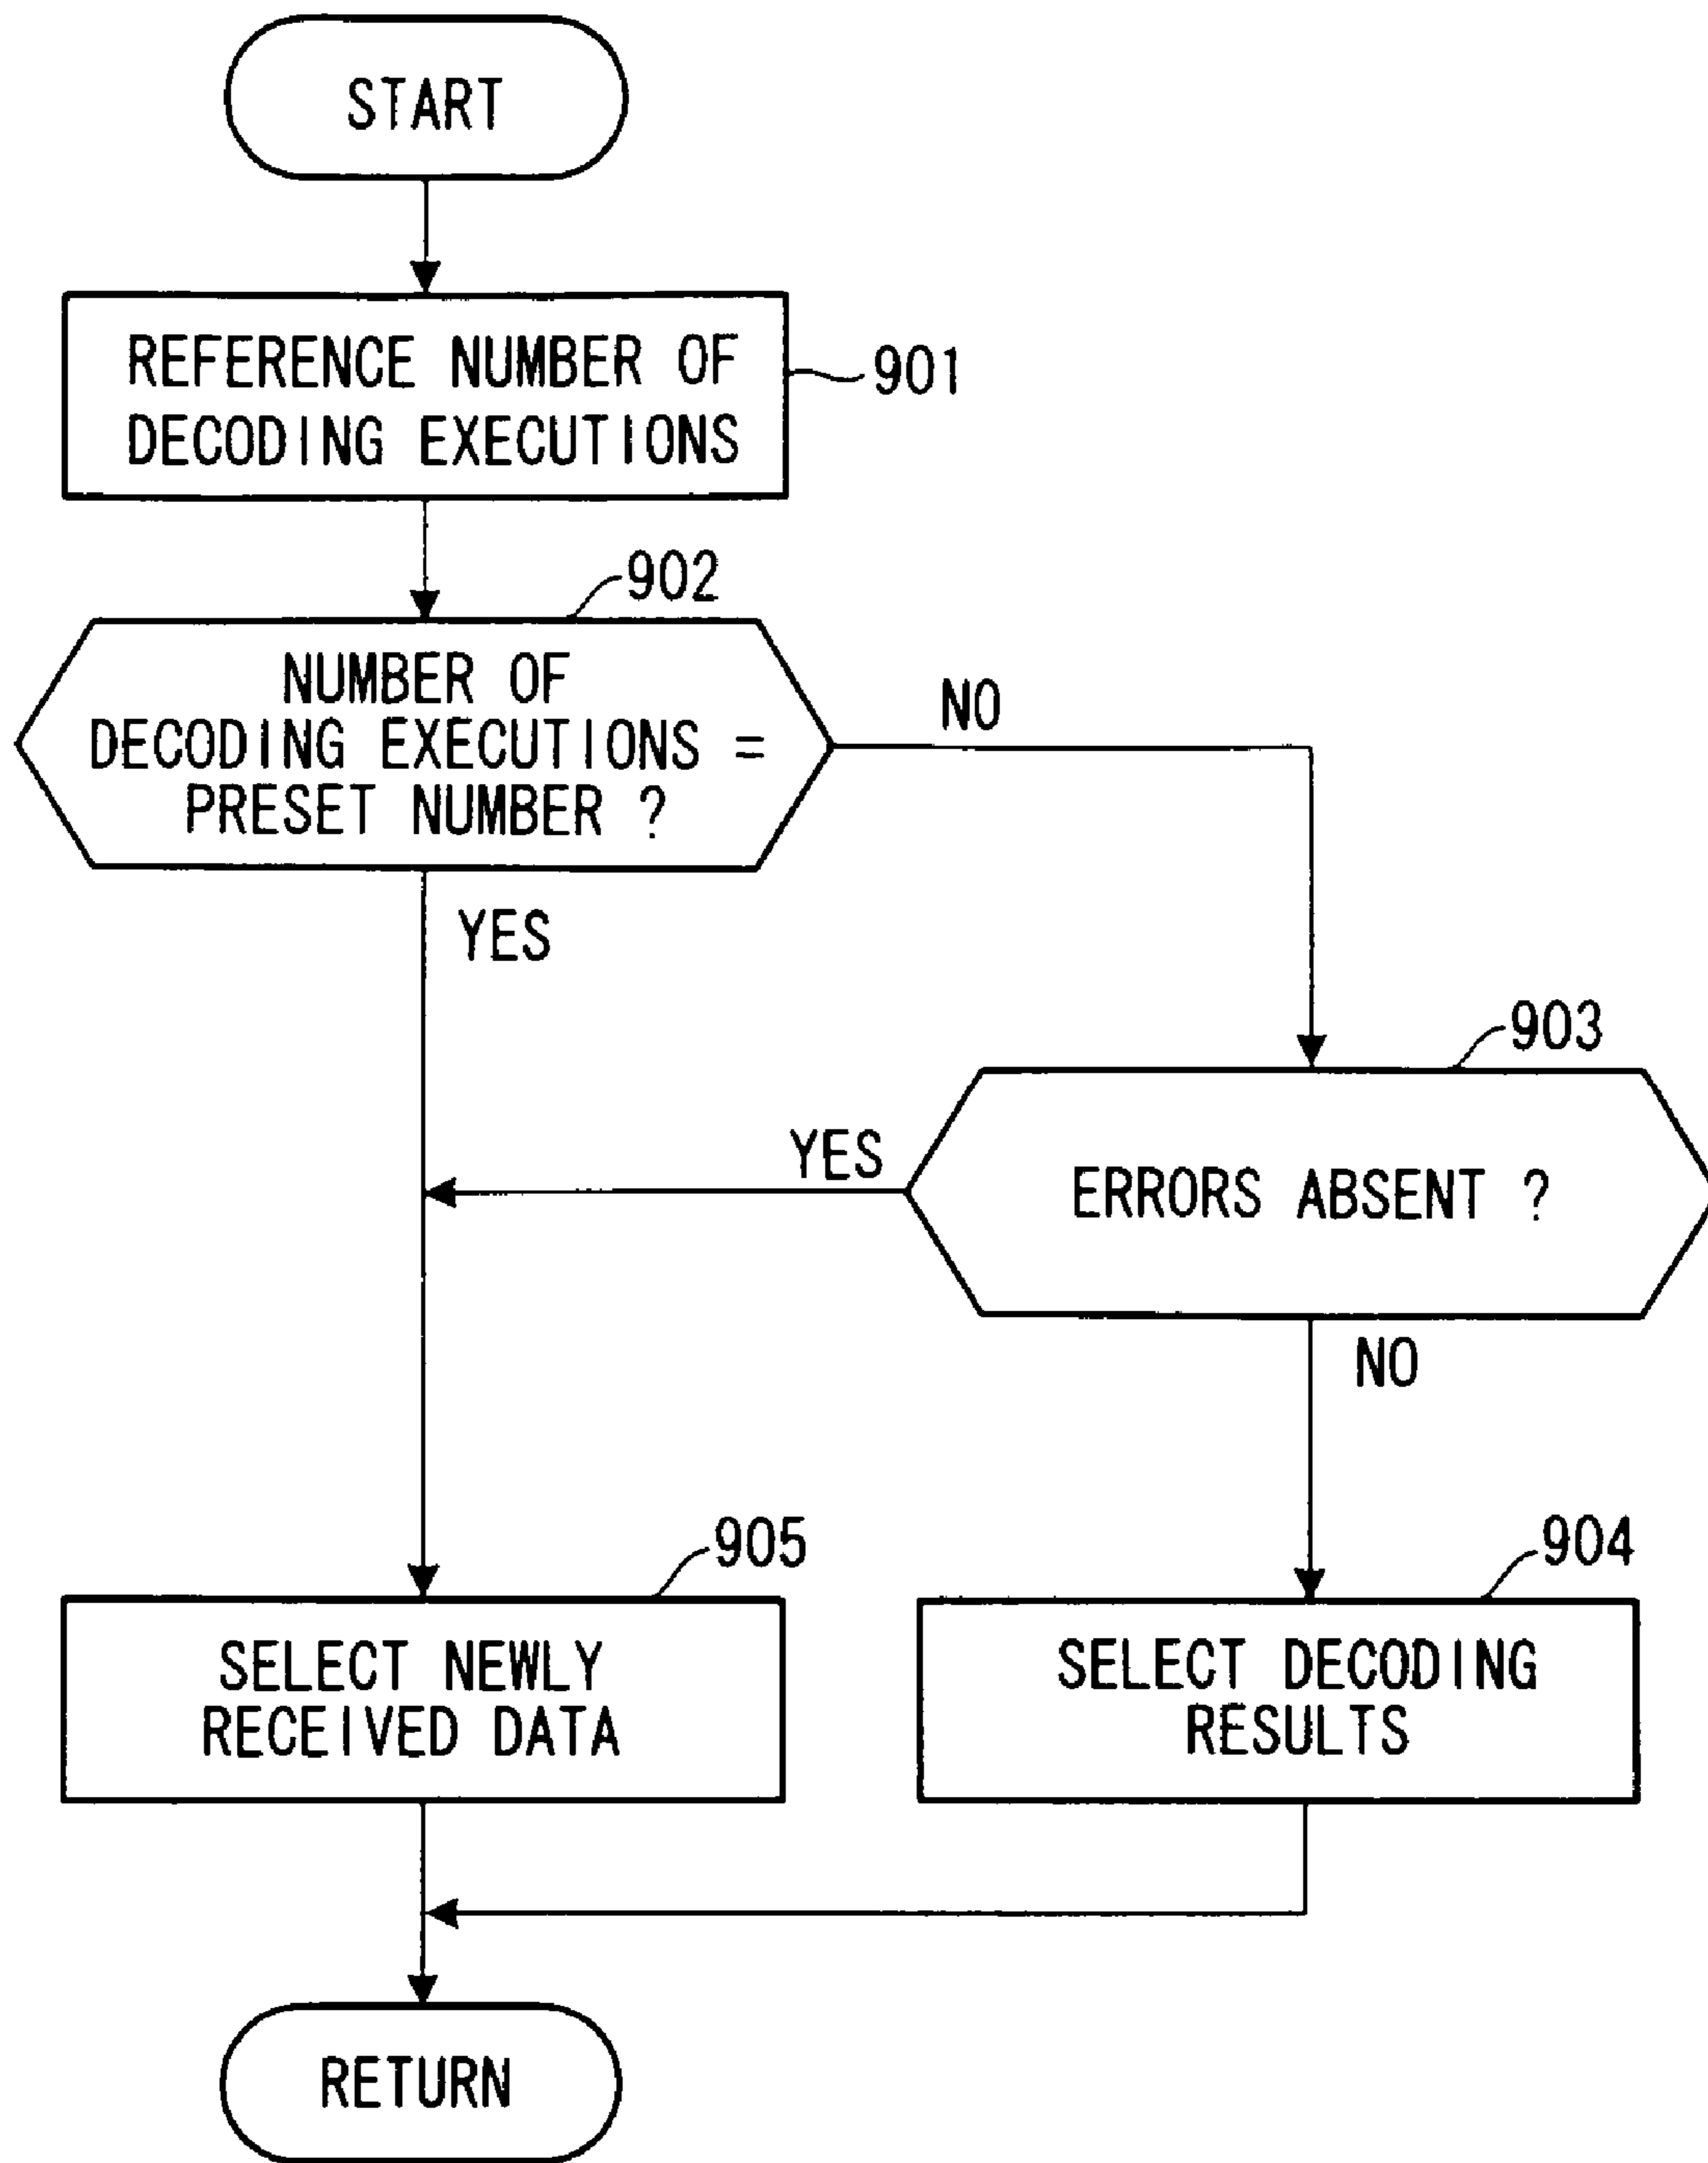 START
REFERENCE NUMBER OF
DECODING EXECUTIONS
901
902
NUMBER OF
DECODING EXECUTIONS =
PRESET NUMBER ?
NO
YES
903
ERRORS ABSENT ?
YES
NO
905
SELECT NEWLY
RECEIVED DATA
904
SELECT DECODING
RESULTS
RETURN